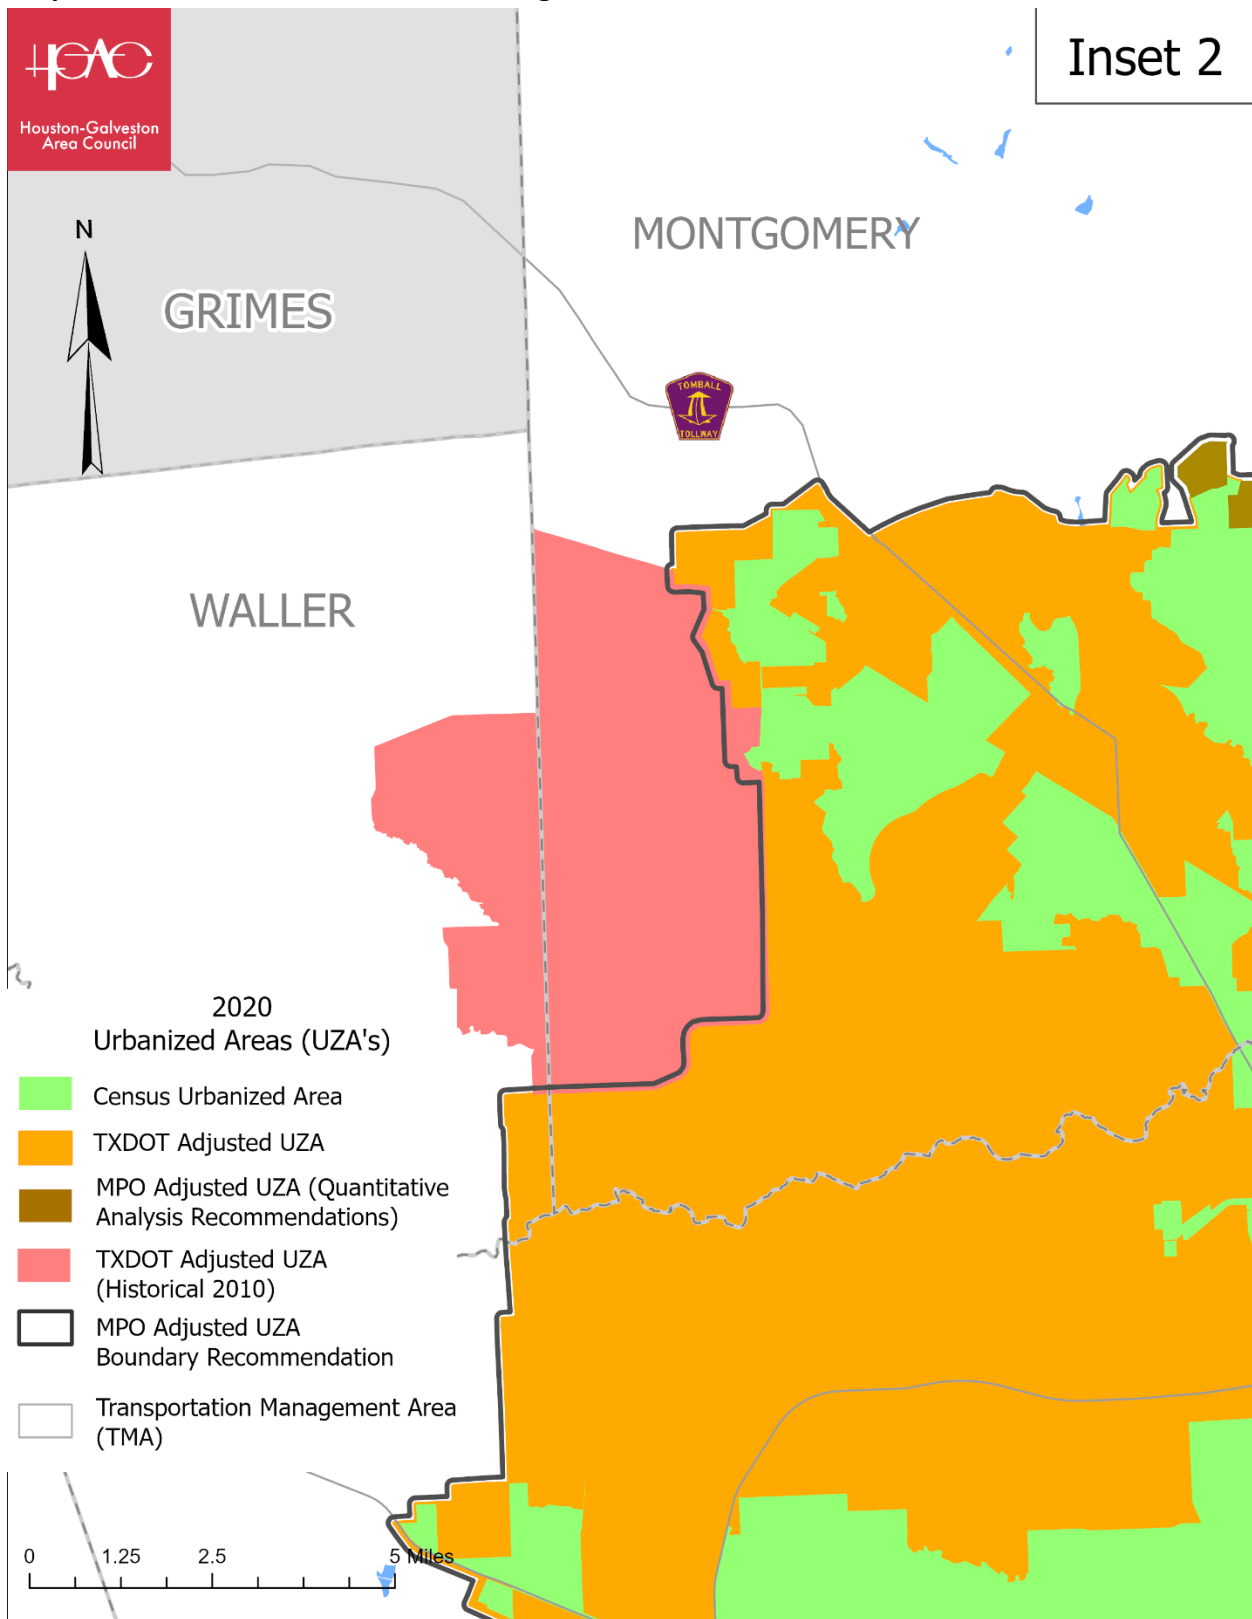 Inset 2
HGAC
Houston-Galveston
Area Council
N
MONTGOMERY
GRIMES
TOMBALL
TOLLWAY
WALLER
2020
Urbanized Areas (UZA's)
Census Urbanized Area
TXDOT Adjusted UZA
MPO Adjusted UZA (Quantitative
Analysis Recommendations)
TXDOT Adjusted UZA
(Historical 2010)
MPO Adjusted UZA
Boundary Recommendation
Transportation Management Area
(TMA)
0 1.25 2.5 5 Miles